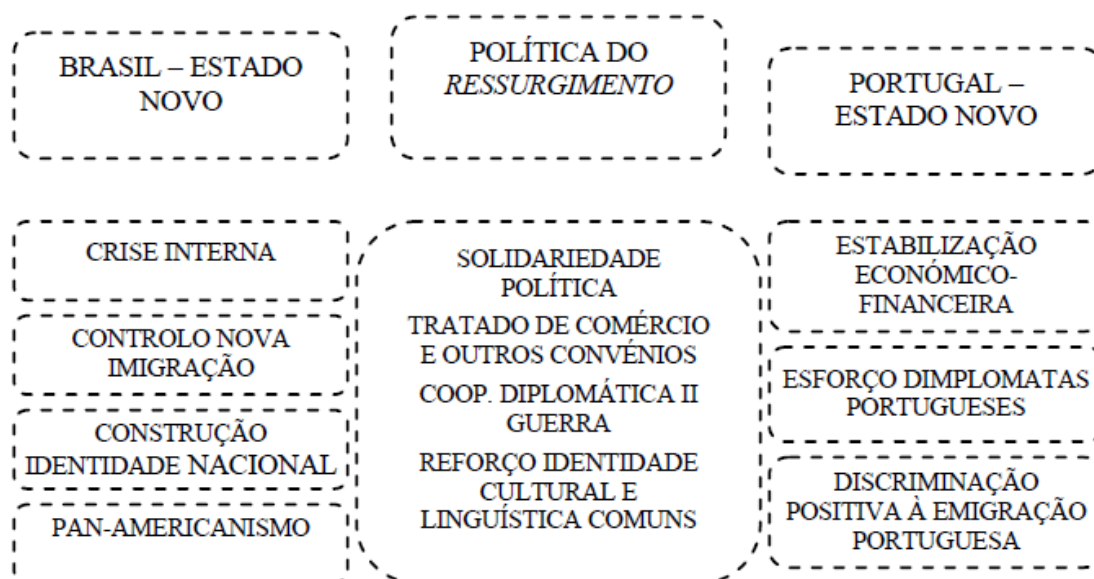 BRASIL – ESTADO
NOVO
POLÍTICA DO
RESSURGIMENTO
PORTUGAL –
ESTADO NOVO
CRISE INTERNA
CONTROLO NOVA
IMIGRAÇÃO
CONSTRUÇÃO
IDENTIDADE NACIONAL
PAN-AMERICANISMO
SOLIDARIEDADE
POLÍTICA
TRATADO DE COMÉRCIO
E OUTROS CONVÉNIOS
COOP. DIPLOMÁTICA II
GUERRA
REFORÇO IDENTIDADE
CULTURAL E
LINGUÍSTICA COMUNS
ESTABILIZAÇÃO
ECONÓMICO-
FINANCEIRA
ESFORÇO DIMPLOMATAS
PORTUGUESES
DISCRIMINAÇÃO
POSITIVA À EMIGRAÇÃO
PORTUGUESA